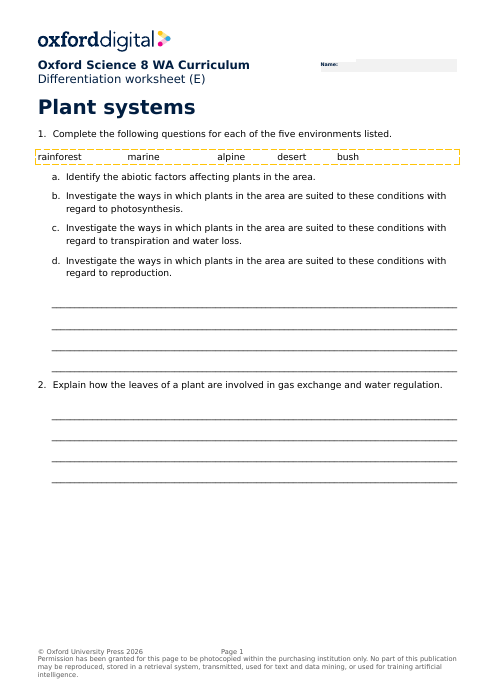 oxforddigital
Oxford Science 8 WA Curriculum
Name:
Differentiation worksheet (E)
Plant systems
1. Complete the following questions for each of the five environments listed.
rainforest marine alpine desert bush
a. Identify the abiotic factors affecting plants in the area.
b. Investigate the ways in which plants in the area are suited to these conditions with
regard to photosynthesis.
c. Investigate the ways in which plants in the area are suited to these conditions with
regard to transpiration and water loss.
d. Investigate the ways in which plants in the area are suited to these conditions with
regard to reproduction.
2. Explain how the leaves of a plant are involved in gas exchange and water regulation.
© Oxford University Press 2026 Page 1
Permission has been granted for this page to be photocopied within the purchasing institution only. No part of this publication
may be reproduced, stored in a retrieval system, transmitted, used for text and data mining, or used for training artificial
intelligence.